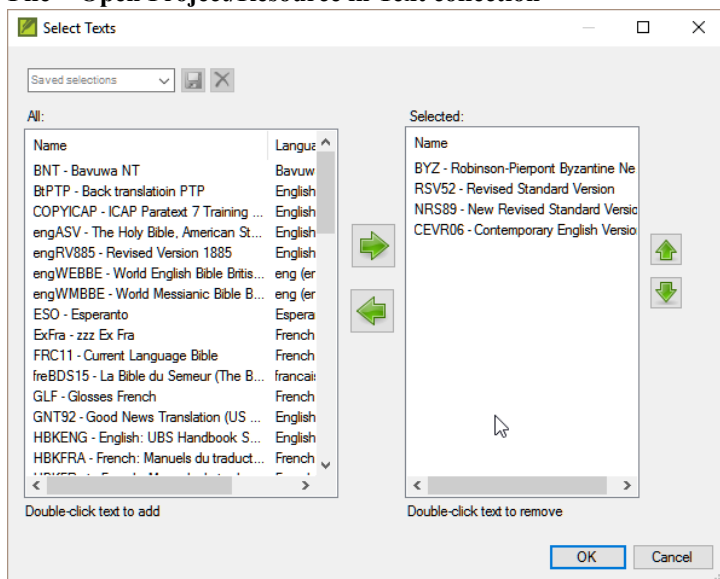 Select Texts
Saved selections
All:
Selected:
Name Langua
BNT - Bavuwa NT Bavuw
BtPTP - Back translatioin PTP English
COPYICAP - ICAP Paratext 7 Training ... English
engASV - The Holy Bible, American St... English
engRV885 - Revised Version 1885 English
engWEBBE - World English Bible Britis... eng (er
engWMBBE - World Messianic Bible B... eng (er
ESO - Esperanto Espera
ExFra - zzz Ex Fra French
FRC11 - Current Language Bible French
freBDS15 - La Bible du Semeur (The B... francais
GLF - Glosses French French
GNT92 - Good News Translation (US ... English
HBKENG - English: UBS Handbook S... English
HBKFRA - French: Manuels du traduct... French
Name
BYZ - Robinson-Pierpont Byzantine Ne
RSV52 - Revised Standard Version
NRS89 - New Revised Standard Versic
CEVR06 - Contemporary English Versio
Double-click text to add
Double-click text to remove
OK Cancel